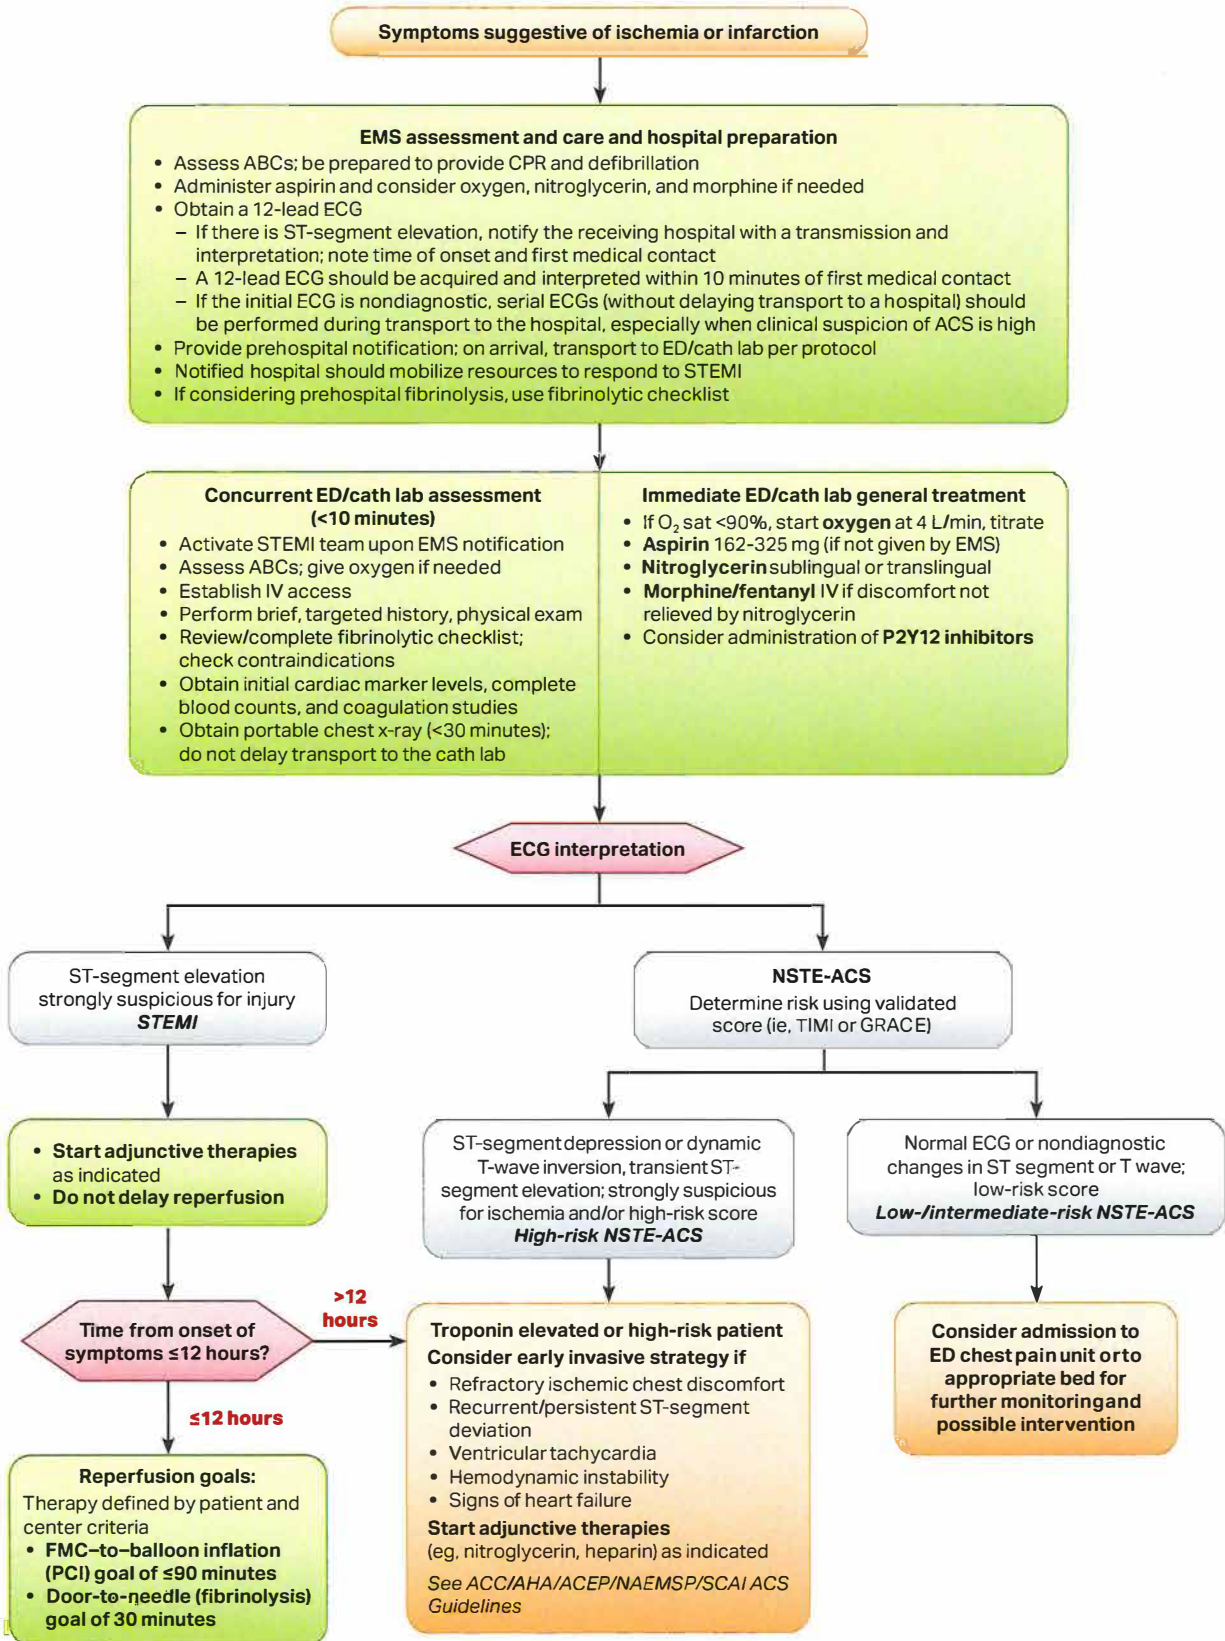 Symptoms suggestive of ischemia or infarction
EMS assessment and care and hospital preparation
• Assess ABCs; be prepared to provide CPR and defibrillation
• Administer aspirin and consider oxygen, nitroglycerin, and morphine if needed
• Obtain a 12-lead ECG
– If there is ST-segment elevation, notify the receiving hospital with a transmission and
interpretation; note time of onset and first medical contact
– A 12-lead ECG should be acquired and interpreted within 10 minutes of first medical contact
– If the initial ECG is nondiagnostic, serial ECGs (without delaying transport to a hospital) should
be performed during transport to the hospital, especially when clinical suspicion of ACS is high
• Provide prehospital notification; on arrival, transport to ED/cath lab per protocol
• Notified hospital should mobilize resources to respond to STEMI
• If considering prehospital fibrinolysis, use fibrinolytic checklist
Concurrent ED/cath lab assessment
(<10 minutes)
• Activate STEMI team upon EMS notification
• Assess ABCs; give oxygen if needed
• Establish IV access
• Perform brief, targeted history, physical exam
• Review/complete fibrinolytic checklist;
check contraindications
• Obtain initial cardiac marker levels, complete
blood counts, and coagulation studies
• Obtain portable chest x-ray (<30 minutes);
do not delay transport to the cath lab
Immediate ED/cath lab general treatment
• If O₂ sat <90%, start oxygen at 4 L/min, titrate
• Aspirin 162-325 mg (if not given by EMS)
• Nitroglycerin sublingual or translingual
• Morphine/fentanyl IV if discomfort not
relieved by nitroglycerin
• Consider administration of P2Y12 inhibitors
ECG interpretation
ST-segment elevation
strongly suspicious for injury
STEMI
NSTE-ACS
Determine risk using validated
score (ie, TIMI or GRACE)
• Start adjunctive therapies
as indicated
• Do not delay reperfusion
ST-segment depression or dynamic
T-wave inversion, transient ST-
segment elevation; strongly suspicious
for ischemia and/or high-risk score
High-risk NSTE-ACS
Normal ECG or nondiagnostic
changes in ST segment or T wave;
low-risk score
Low-/intermediate-risk NSTE-ACS
Time from onset of
symptoms ≤12 hours?
>12
hours
≤12 hours
Troponin elevated or high-risk patient
Consider early invasive strategy if
• Refractory ischemic chest discomfort
• Recurrent/persistent ST-segment
deviation
• Ventricular tachycardia
• Hemodynamic instability
• Signs of heart failure
Start adjunctive therapies
(eg, nitroglycerin, heparin) as indicated
See ACC/AHA/ACEP/NAEMSP/SCAI ACS
Guidelines
Consider admission to
ED chest pain unit or to
appropriate bed for
further monitoring and
possible intervention
Reperfusion goals:
Therapy defined by patient and
center criteria
• FMC–to–balloon inflation
(PCI) goal of ≤90 minutes
• Door-to-needle (fibrinolysis)
goal of 30 minutes